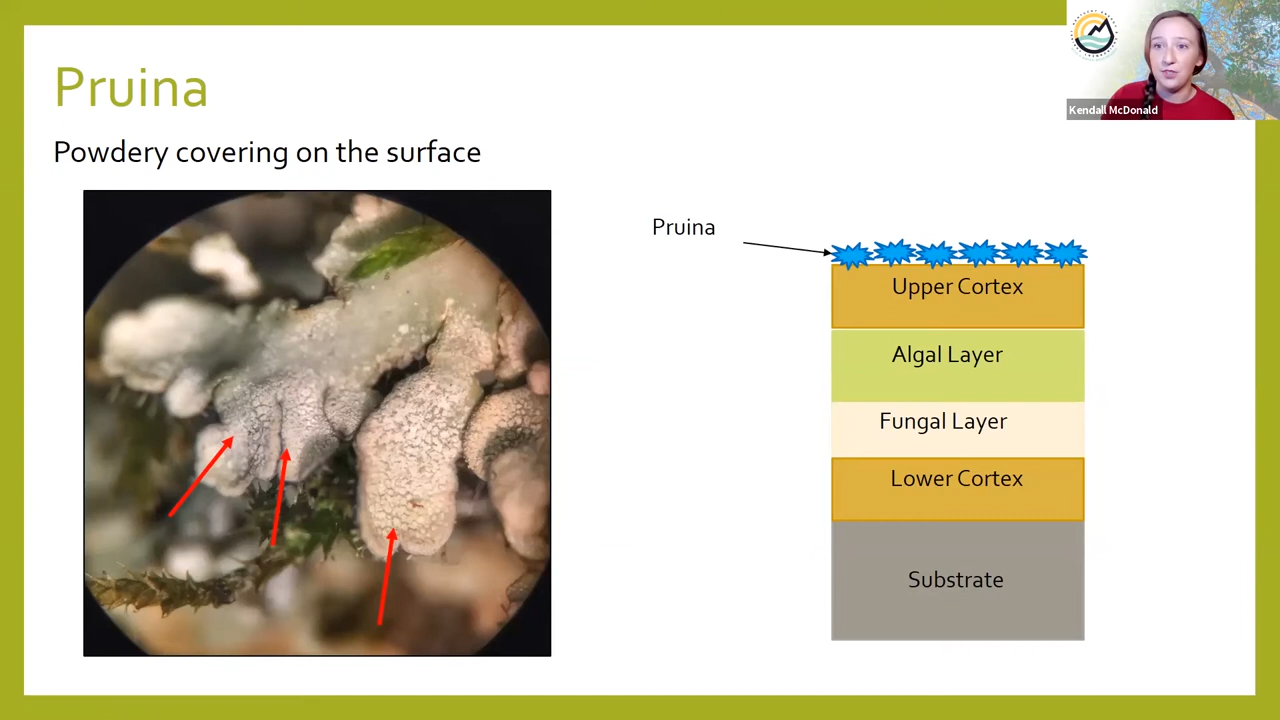 Pruina
Powdery covering on the surface
Kendall McDonald
Pruina
Upper Cortex
Algal Layer
Fungal Layer
Lower Cortex
Substrate